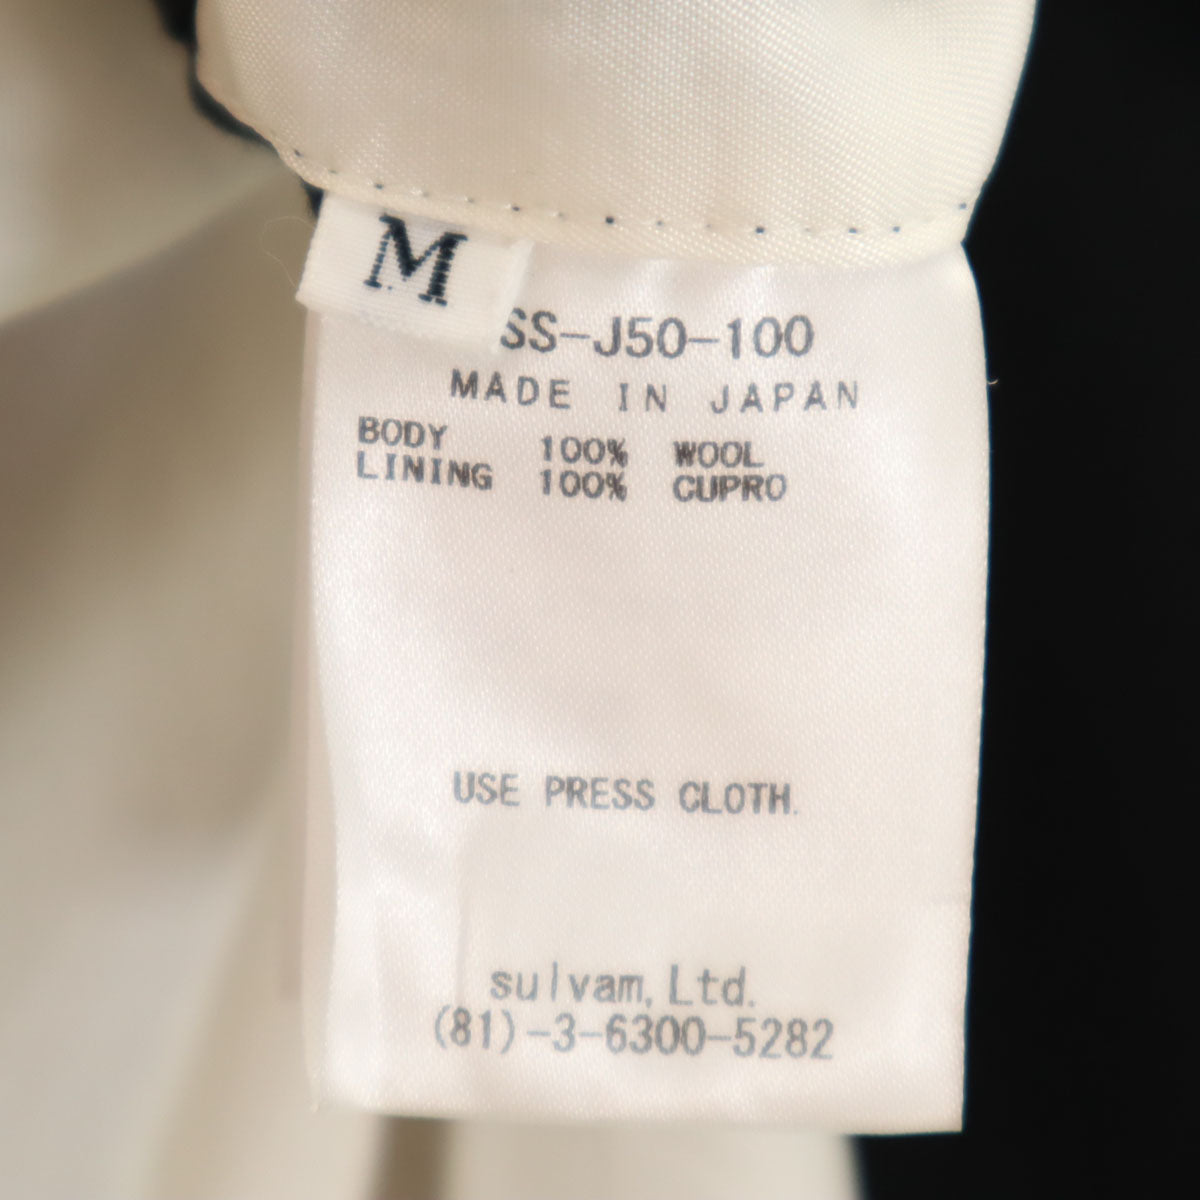 M
SS-J50-100
MADE IN JAPAN
BODY 100% WOOL
LINING 100% CUPRO
USE PRESS CLOTH.
sulvam, Ltd.
(81)-3-6300-5282